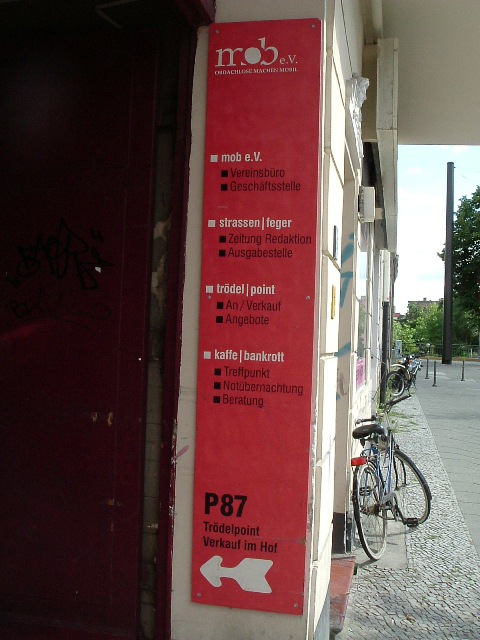 mob e.V.
OBDACHLOSE MACHEN MOBIL
mob e.V.
Vereinsbüro
Geschäftsstelle
strassen|feger
Zeitung Redaktion
Ausgabestelle
trödel|point
An / Verkauf
Angebote
kaffe|bankrott
Treffpunkt
Notübernachtung
Beratung
P87
Trödelpoint
Verkauf im Hof